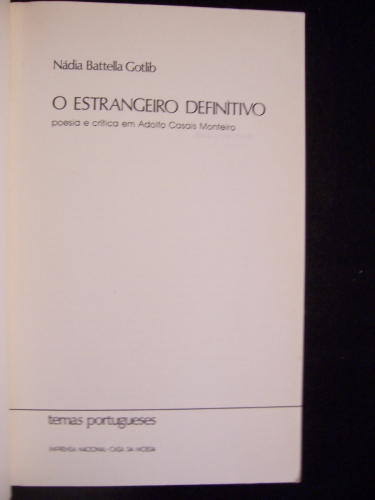 Nádia Battella Gotlib
O ESTRANGEIRO DEFINITIVO
poesia e crítica em Adolfo Casais Monteiro
temas portugueses
IMPRENSA NACIONAL - CASA DA MOEDA